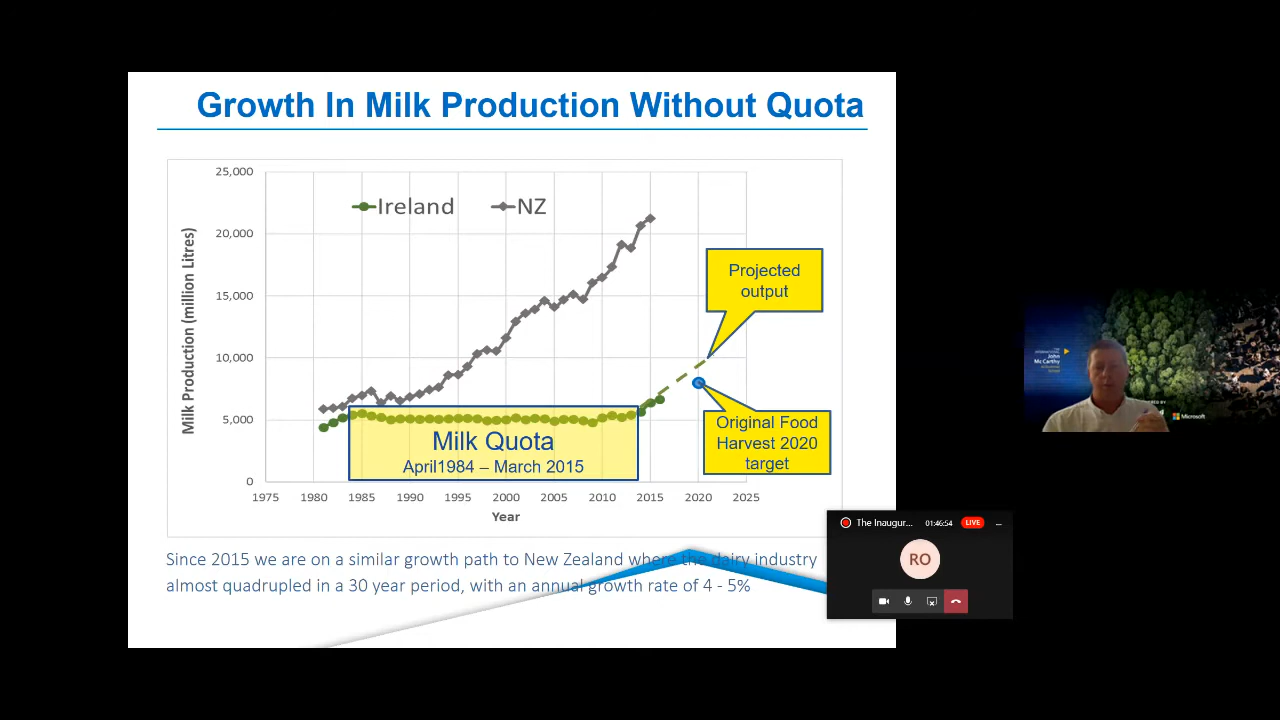 Growth In Milk Production Without Quota
25,000
20,000
15,000
10,000
5,000
0
Milk Production (million Litres)
Ireland
NZ
Projected
output
Original Food
Harvest 2020
target
Milk Quota
April1984 – March 2015
1975
1980
1985
1990
1995
2000
2005
2010
2015
2020
2025
Year
Since 2015 we are on a similar growth path to New Zealand where the dairy industry
almost quadrupled in a 30 year period, with an annual growth rate of 4 - 5%
John
McCarthy
Microsoft
The Inaugur...
01:46:54
LIVE
RO